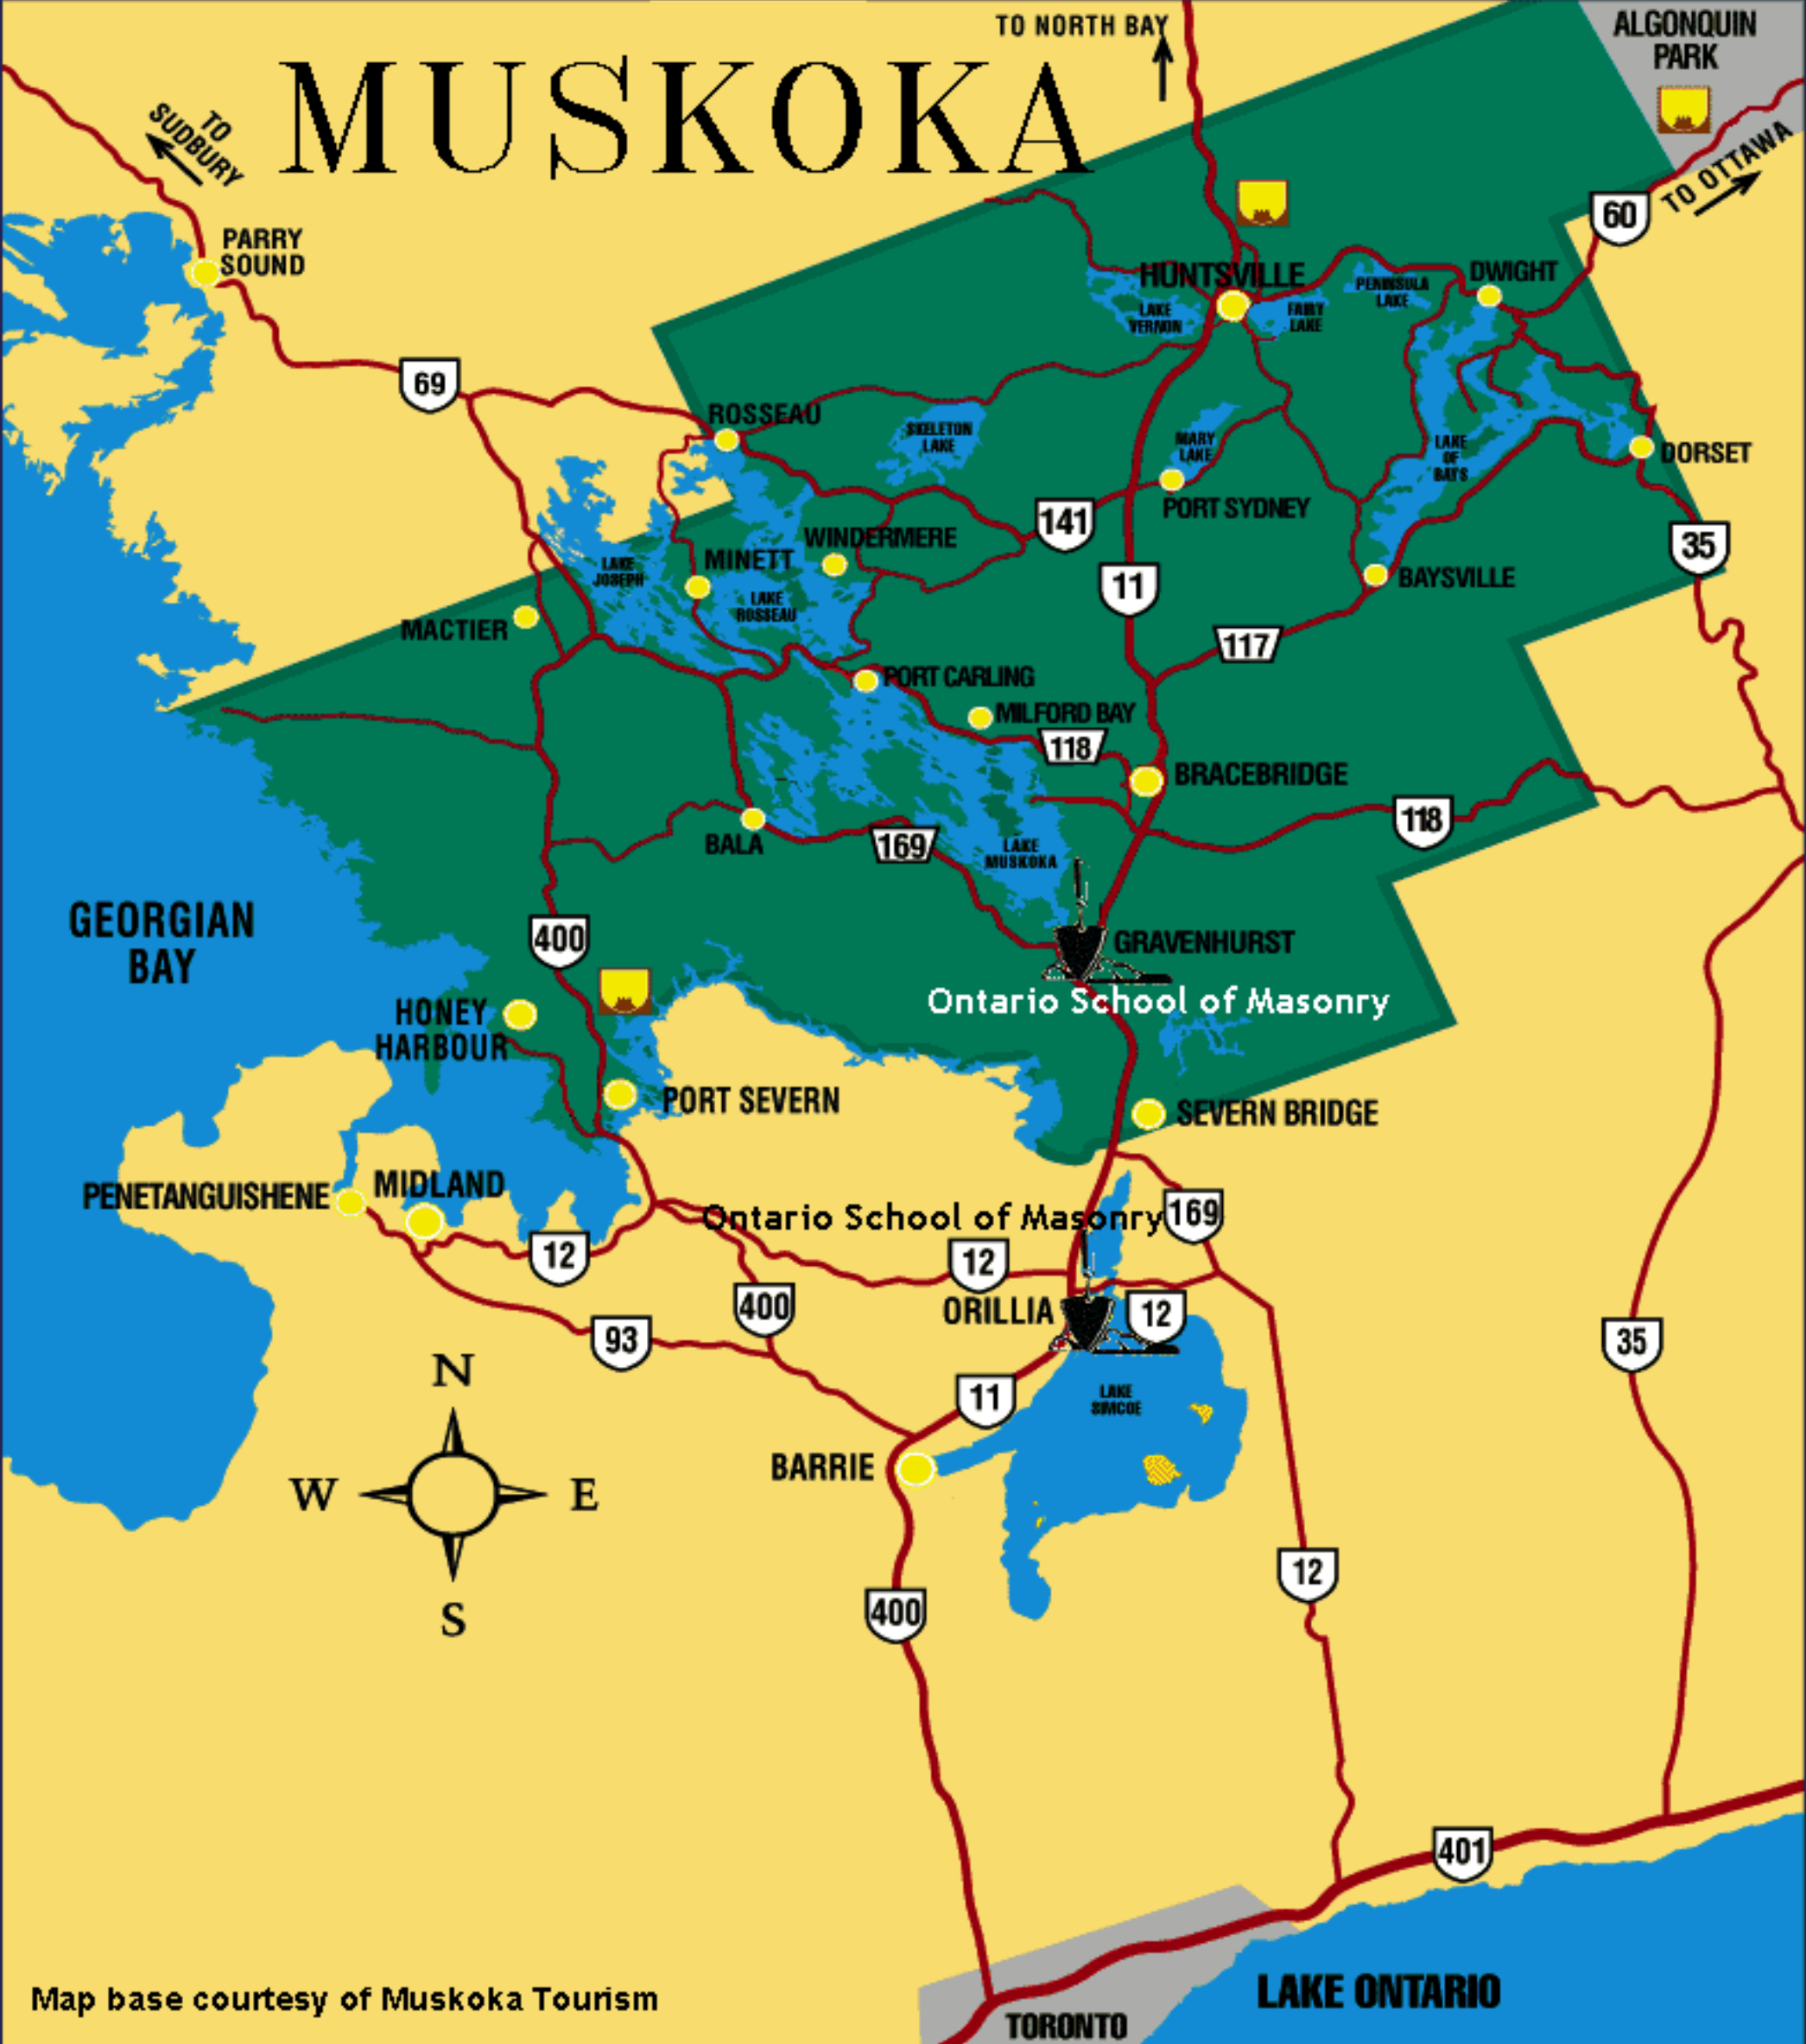 TO NORTH BAY
ALGONQUIN
PARK
MUSKOKA
TO
SUDBURY
TO OTTAWA
60
PARRY
SOUND
HUNTSVILLE
DWIGHT
PENINSULA
LAKE
LAKE
VERNON
FAIRY
LAKE
69
ROSSEAU
SKELETON
LAKE
MARY
LAKE
LAKE
OF
BAYS
DORSET
PORT SYDNEY
141
WINDERMERE
35
MINETT
LAKE
JOSEPH
11
BAYSVILLE
LAKE
ROSSEAU
MACTIER
117
PORT CARLING
MILFORD BAY
118
BRACEBRIDGE
118
BALA
169
LAKE
MUSKOKA
GEORGIAN
BAY
400
GRAVENHURST
Ontario School of Masonry
HONEY
HARBOUR
PORT SEVERN
SEVERN BRIDGE
PENETANGUISHENE
MIDLAND
Ontario School of Masonry
169
12
12
400
ORILLIA
12
93
35
N
11
LAKE
SIMCOE
BARRIE
W
E
12
400
S
401
LAKE ONTARIO
Map base courtesy of Muskoka Tourism
TORONTO